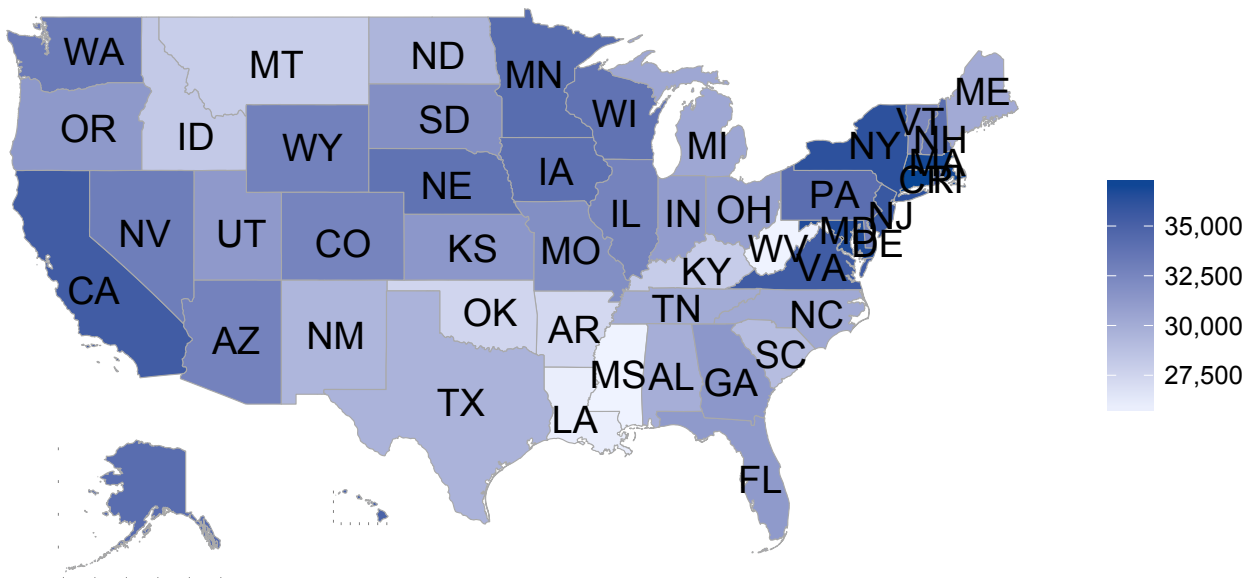 WA
MT
ND
MN
ME
OR
ID
SD
WI
VT
NH
WY
MI
NY
MA
CT
RI
NE
IA
PA
NV
UT
CO
KS
MO
IL
IN
OH
NJ
MD
DE
WV
VA
CA
KY
AZ
NM
OK
AR
TN
NC
SC
TX
LA
MS
AL
GA
FL
35,000
32,500
30,000
27,500